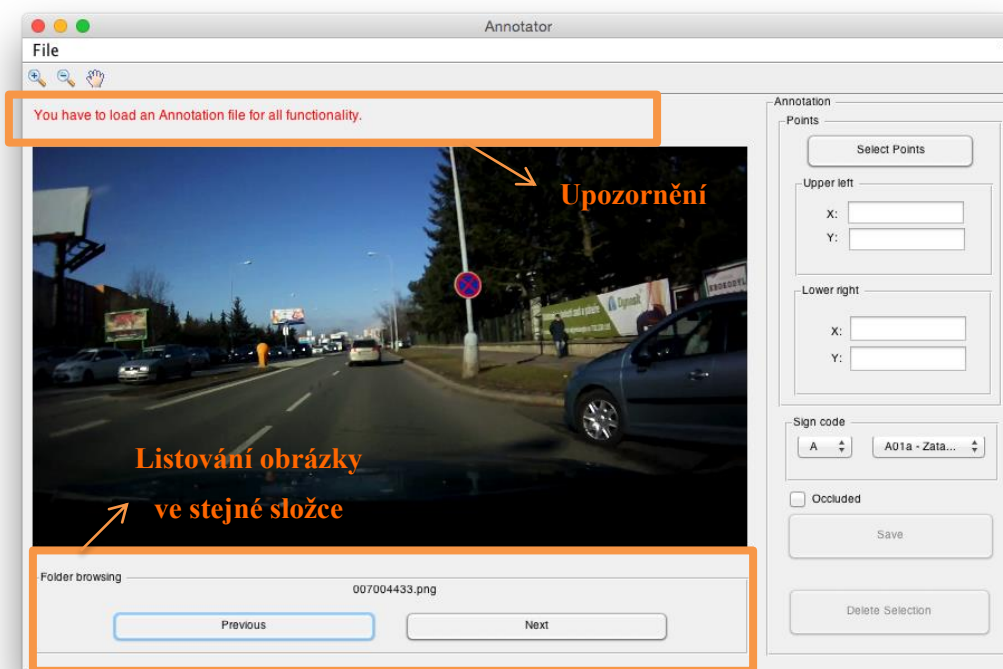 Annotator
File
You have to load an Annotation file for all functionality.
Upozornění
Dynasit
Listování obrázky
ve stejné složce
Folder browsing
007004433.png
Previous
Next
Annotation
Points
Select Points
Upper left
X:
Y:
Lower right
X:
Y:
Sign code
A
A01a - Zata...
Occluded
Save
Delete Selection